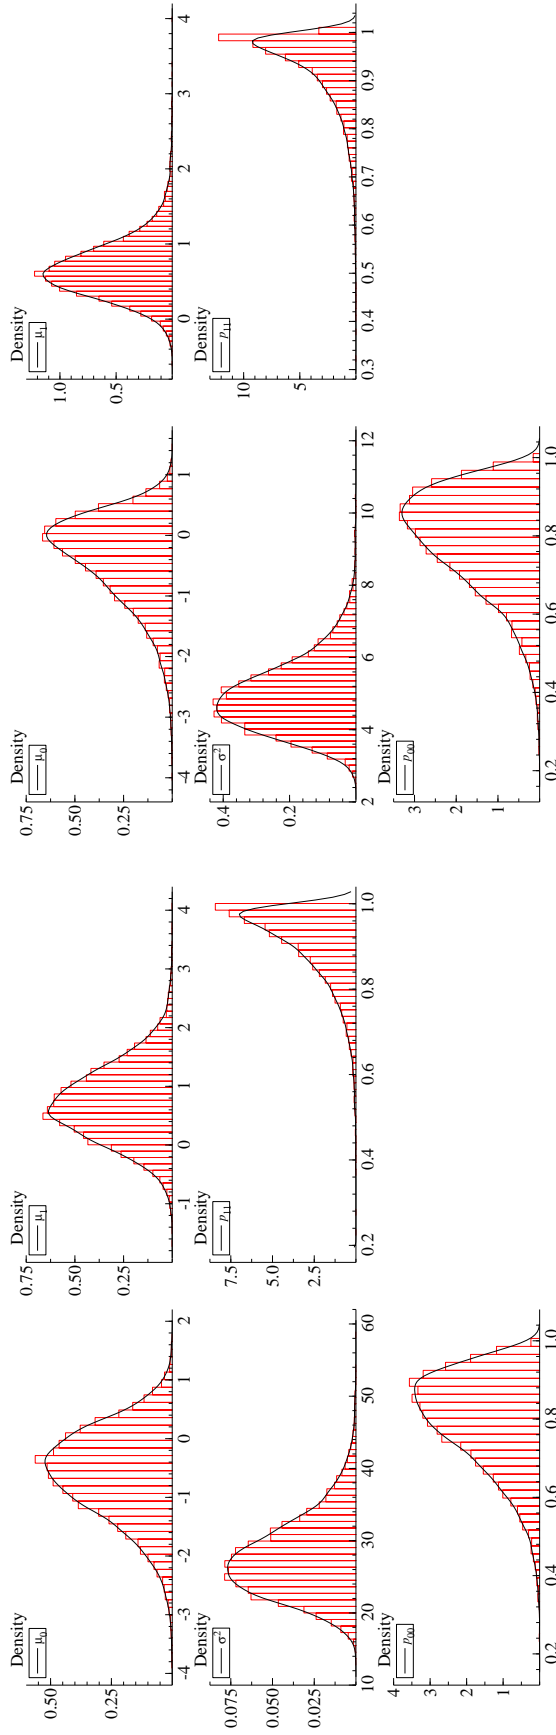 Density
μ₀
0.50
0.25
-4 -3 -2 -1 0 1 2
Density
μ₁
0.75
0.50
0.25
-1 0 1 2 3 4
Density
μ₀
0.75
0.50
0.25
-4 -3 -2 -1 0 1
Density
μ₁
1.0
0.5
0 1 2 3 4
Density
σ²
0.075
0.050
0.025
10 20 30 40 50 60
Density
p₁₁
7.5
5.0
2.5
0.2 0.4 0.6 0.8 1.0
Density
σ²
0.4
0.2
2 4 6 8 10 12
Density
p₁₁
10
5
0.3 0.4 0.5 0.6 0.7 0.8 0.9 1
Density
p₀₀
4
3
2
1
0.2 0.4 0.6 0.8 1.0
Density
p₀₀
3
2
1
0.2 0.4 0.6 0.8 1.0